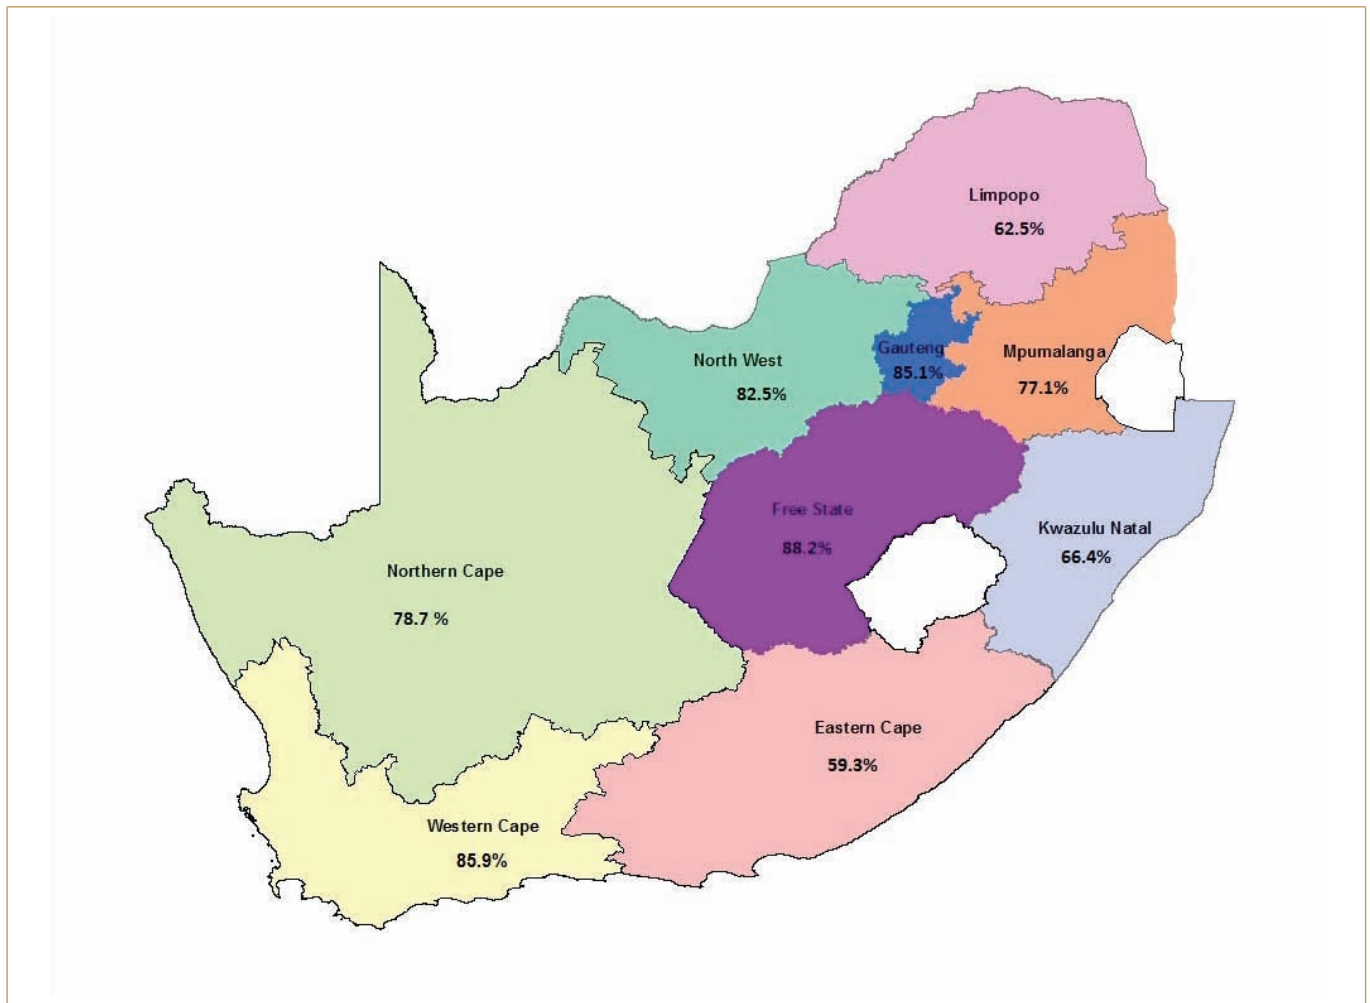 Limpopo
62.5%
North West
82.5%
Gauteng
85.1%
Mpumalanga
77.1%
Free State
88.2%
Kwazulu Natal
66.4%
Northern Cape
78.7 %
Eastern Cape
59.3%
Western Cape
85.9%